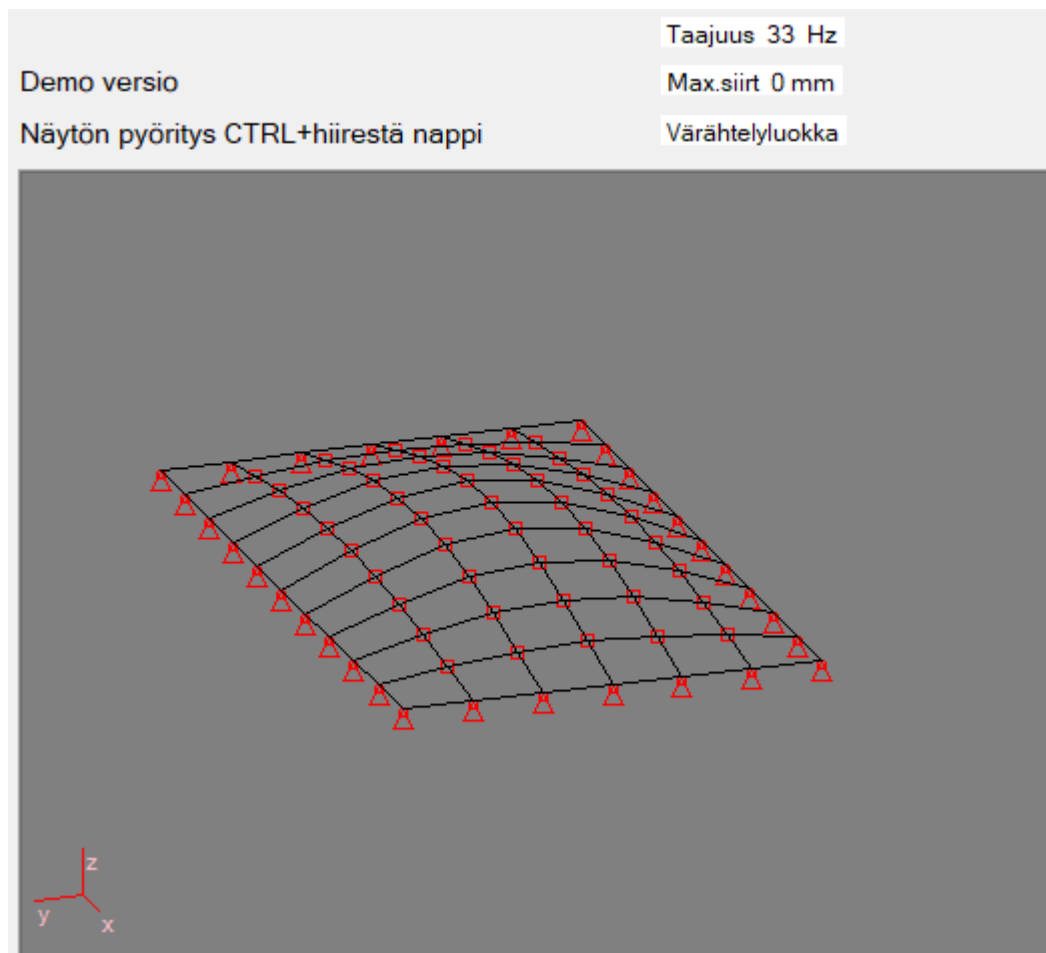 Taajuus 33 Hz
Demo versio
Max.siirt 0 mm
Näytön pyöritys CTRL+hiirestä nappi
Värähtelyluokka
z
y
x